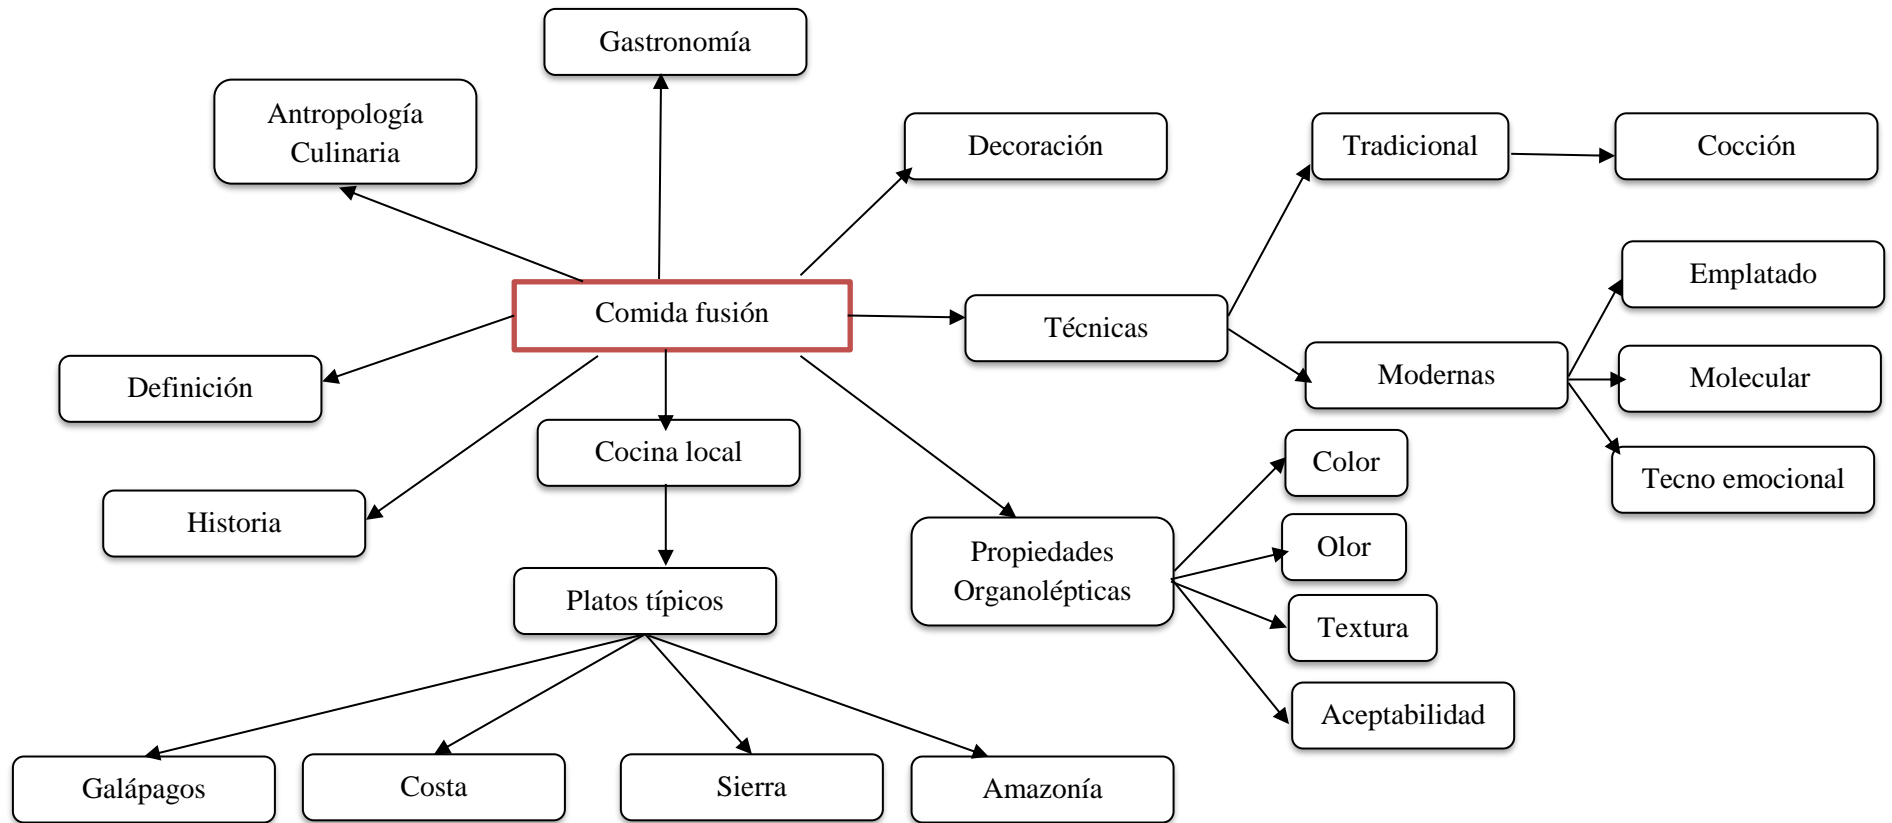 Gastronomía
Antropología
Culinaria
Decoración
Tradicional
Cocción
Emplatado
Comida fusión
Técnicas
Definición
Modernas
Molecular
Cocina local
Color
Tecno emocional
Historia
Propiedades
Organolépticas
Olor
Platos típicos
Textura
Aceptabilidad
Galápagos
Costa
Sierra
Amazonía